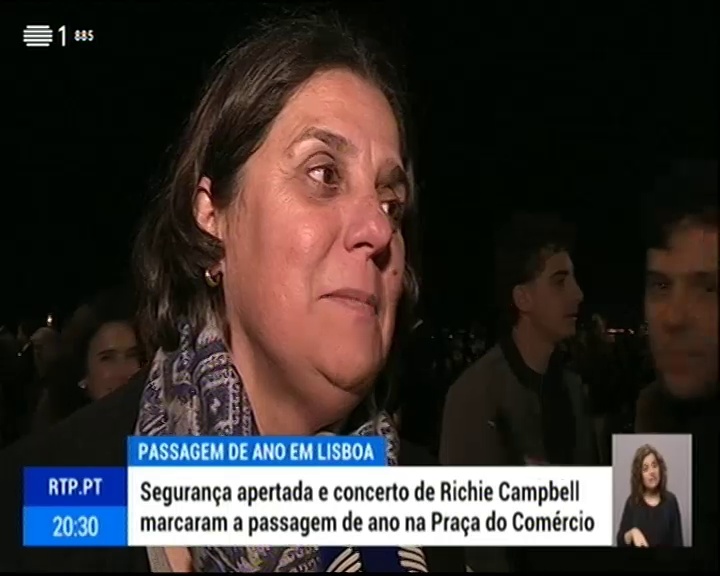 1 885
PASSAGEM DE ANO EM LISBOA
RTP.PT
20:30
Segurança apertada e concerto de Richie Campbell
marcaram a passagem de ano na Praça do Comércio